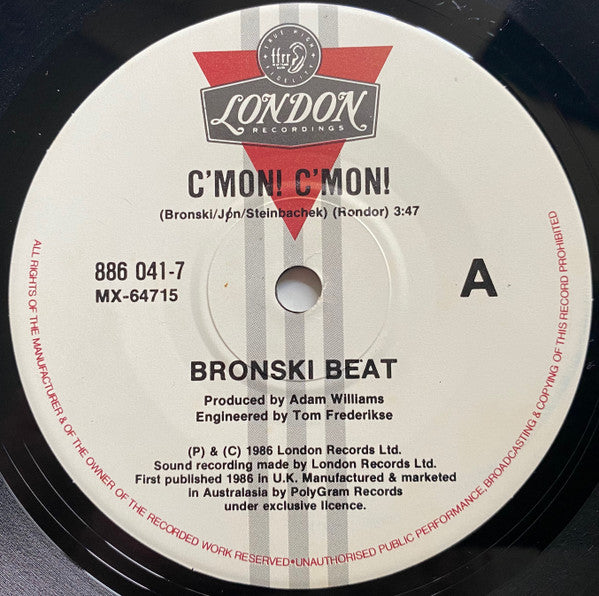 TRUE HIGH
ffrr
FIDELITY
LONDON
RECORDINGS
C'MON! C'MON!
(Bronski/Jon/Steinbachek) (Rondor) 3:47
886 041-7
MX-64715
A
BRONSKI BEAT
Produced by Adam Williams
Engineered by Tom Frederikse
(P) & (C) 1986 London Records Ltd.
Sound recording made by London Records Ltd.
First published 1986 in U.K. Manufactured & marketed
in Australasia by PolyGram Records
under exclusive licence.
ALL RIGHTS OF THE MANUFACTURER & OF THE OWNER OF THE RECORDED WORK RESERVED•UNAUTHORISED PUBLIC PERFORMANCE, BROADCASTING & COPYING OF THIS RECORD PROHIBITED